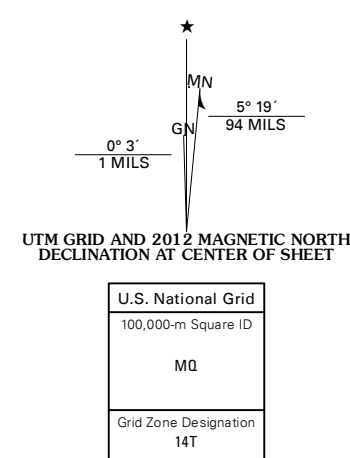 ★
MN
5° 19´
94 MILS
GN
0° 3´
1 MILS
UTM GRID AND 2012 MAGNETIC NORTH
DECLINATION AT CENTER OF SHEET
U.S. National Grid
100,000-m Square ID
MQ
Grid Zone Designation
14T